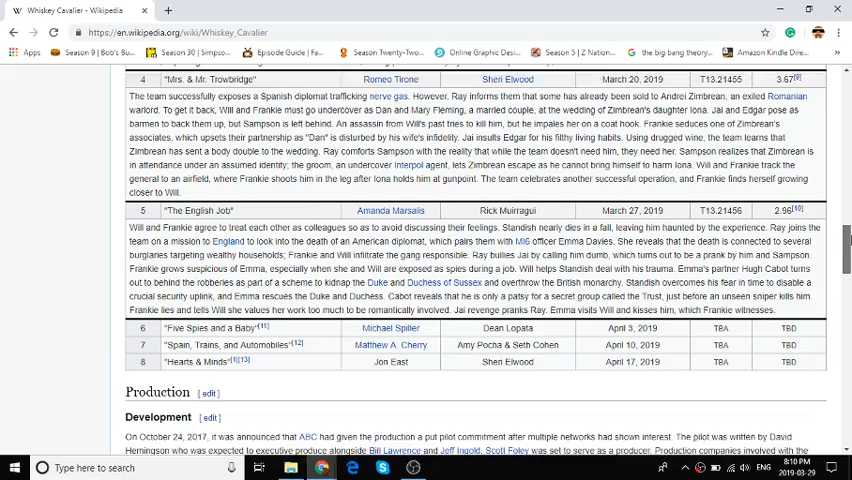 Whiskey Cavalier - Wikipedia
https://en.wikipedia.org/wiki/Whiskey_Cavalier
Apps Season 9 | Bob's Bu... Season 30 | Simpso... Episode Guide | Fa... Season Twenty-Two... Online Graphic Des... Season 5 | Z Nation... the big bang theory... Amazon Kindle Dire
4 "Mrs. & Mr. Trowbridge" Romeo Tirone Sheri Elwood March 20, 2019 T13.21455 3.67[9]
The team successfully exposes a Spanish diplomat trafficking nerve gas. However, Ray informs them that some has already been sold to Andrei Zimbrean, an exiled Romanian
warlord. To get it back, Will and Frankie must go undercover as Dan and Mary Fleming, a married couple, at the wedding of Zimbrean's daughter Iona. Jai and Edgar pose as
barmen to back them up, but Sampson is left behind. An assassin from Will's past tries to kill him, but he impales her on a coat hook. Frankie seduces one of Zimbrean's
associates, which upsets their partnership as "Dan" is disturbed by his wife's infidelity. Jai insults Edgar for his filthy living habits. Using drugged wine, the team learns that
Zimbrean has sent a body double to the wedding. Ray comforts Sampson with the reality that while the team doesn't need him, they need her. Sampson realizes that Zimbrean is
in attendance under an assumed identity; the groom, an undercover Interpol agent, lets Zimbrean escape as he cannot bring himself to harm Iona. Will and Frankie track the
general to an airfield, where Frankie shoots him in the leg after Iona holds him at gunpoint. The team celebrates another successful operation, and Frankie finds herself growing
closer to Will.
5 "The English Job" Amanda Marsalis Rick Muirragui March 27, 2019 T13.21456 2.96[10]
Will and Frankie agree to treat each other as colleagues so as to avoid discussing their feelings. Standish nearly dies in a fall, leaving him haunted by the experience. Ray joins the
team on a mission to England to look into the death of an American diplomat, which pairs them with MI6 officer Emma Davies. She reveals that the death is connected to several
burglaries targeting wealthy households; Frankie and Will infiltrate the gang responsible. Ray bullies Jai by calling him dumb, which turns out to be a prank by him and Sampson.
Frankie grows suspicious of Emma, especially when she and Will are exposed as spies during a job. Will helps Standish deal with his trauma. Emma's partner Hugh Cabot turns
out to behind the robberies as part of a scheme to kidnap the Duke and Duchess of Sussex and overthrow the British monarchy. Standish overcomes his fear in time to disable a
crucial security uplink, and Emma rescues the Duke and Duchess. Cabot reveals that he is only a patsy for a secret group called the Trust, just before an unseen sniper kills him.
Frankie lies and tells Will she values her work too much to be romantically involved. Jai revenge pranks Ray. Emma visits Will and kisses him, which Frankie witnesses.
6 "Five Spies and a Baby"[11] Michael Spiller Dean Lopata April 3, 2019 TBA TBD
7 "Spain, Trains, and Automobiles"[12] Matthew A. Cherry Amy Pocha & Seth Cohen April 10, 2019 TBA TBD
8 "Hearts & Minds"[1][13] Jon East Sheri Elwood April 17, 2019 TBA TBD
Production [ edit ]
Development [ edit ]
On October 24, 2017, it was announced that ABC had given the production a put pilot commitment after multiple networks had shown interest. The pilot was written by David
Hemingson who was expected to executive produce alongside Bill Lawrence and Jeff Ingold. Scott Foley was set to serve as a producer. Production companies involved with the
Type here to search ENG 8:10 PM
2019-03-29